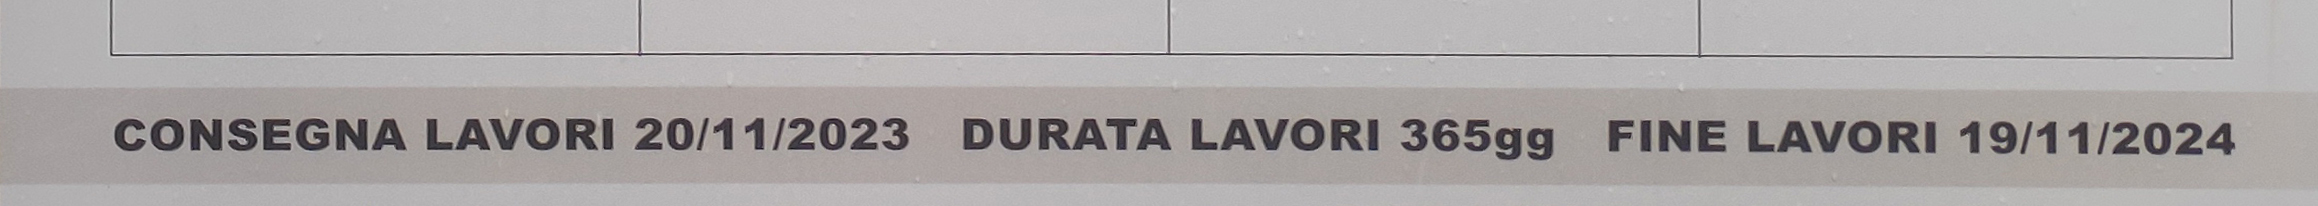 CONSEGNA LAVORI 20/11/2023 DURATA LAVORI 365gg FINE LAVORI 19/11/2024